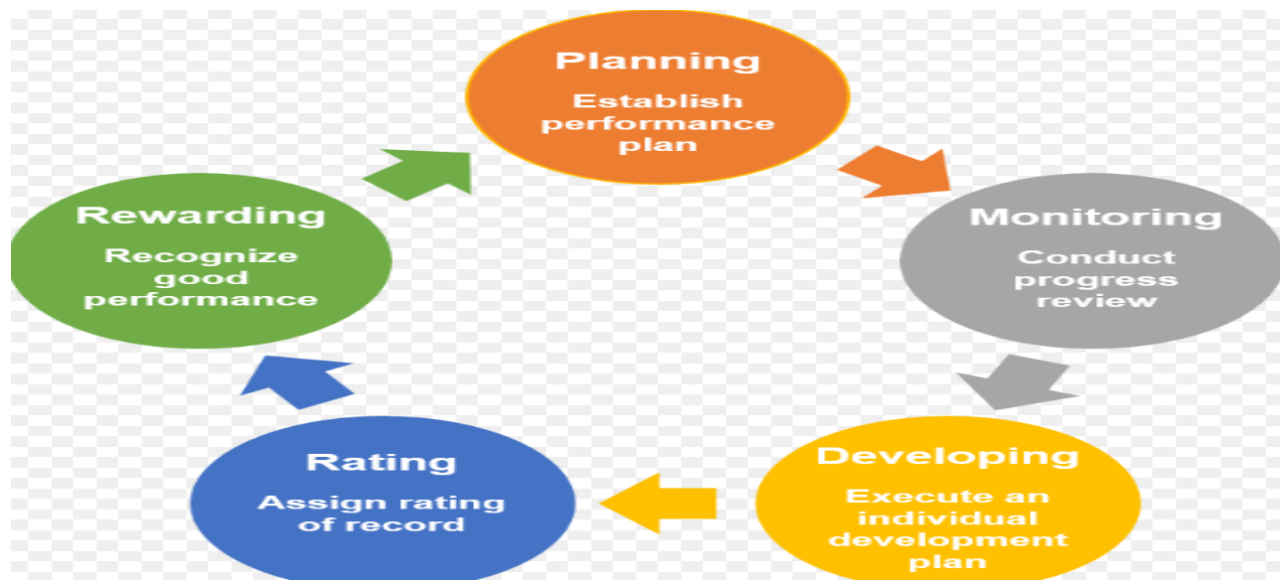 Planning
Establish
performance
plan
Monitoring
Conduct
progress
review
Developing
Execute an
individual
development
plan
Rating
Assign rating
of record
Rewarding
Recognize
good
performance